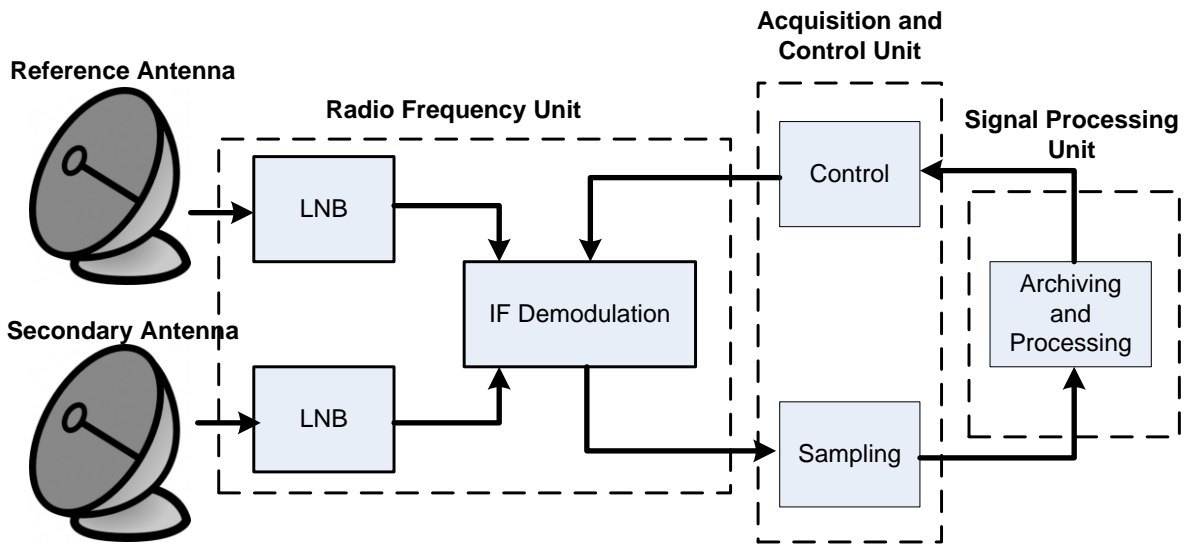 Acquisition and
Control Unit
Reference Antenna
Radio Frequency Unit
Signal Processing
Unit
LNB
Control
IF Demodulation
Archiving
and
Processing
Secondary Antenna
LNB
Sampling